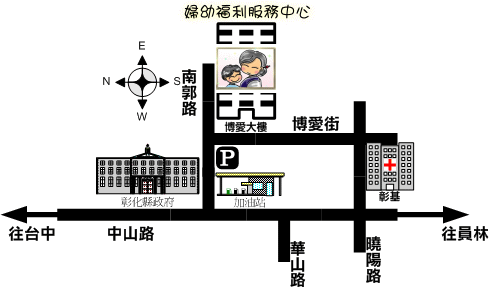 婦幼福利服務中心
E
N
S
W
南郭路
博愛大樓
博愛街
P
彰化縣政府
加油站
彰基
往台中
中山路
華山路
曉陽路
往員林